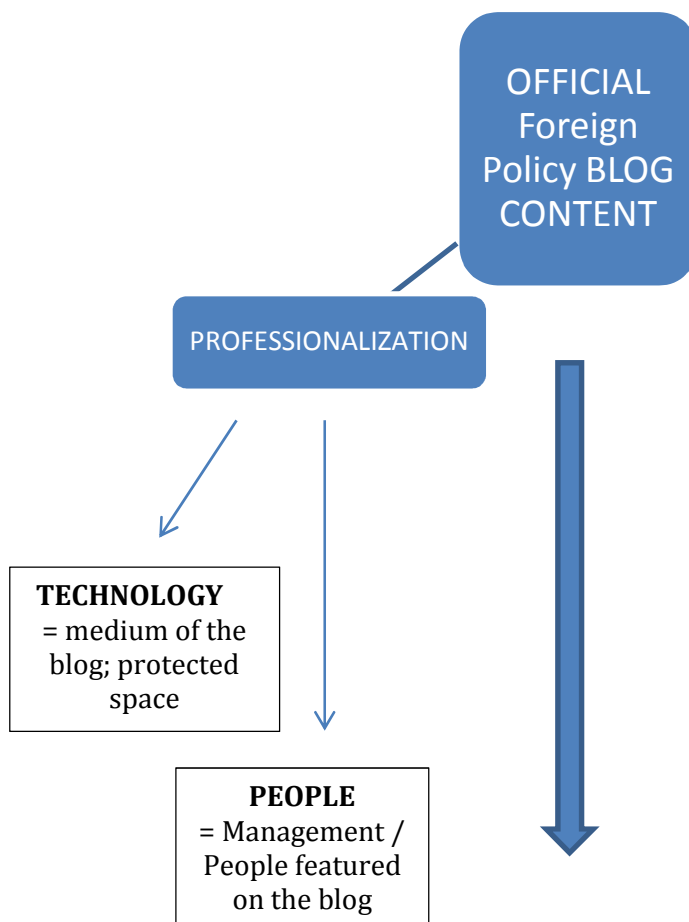 OFFICIAL
Foreign
Policy BLOG
CONTENT
PROFESSIONALIZATION
TECHNOLOGY
= medium of the
blog; protected
space
PEOPLE
= Management /
People featured
on the blog